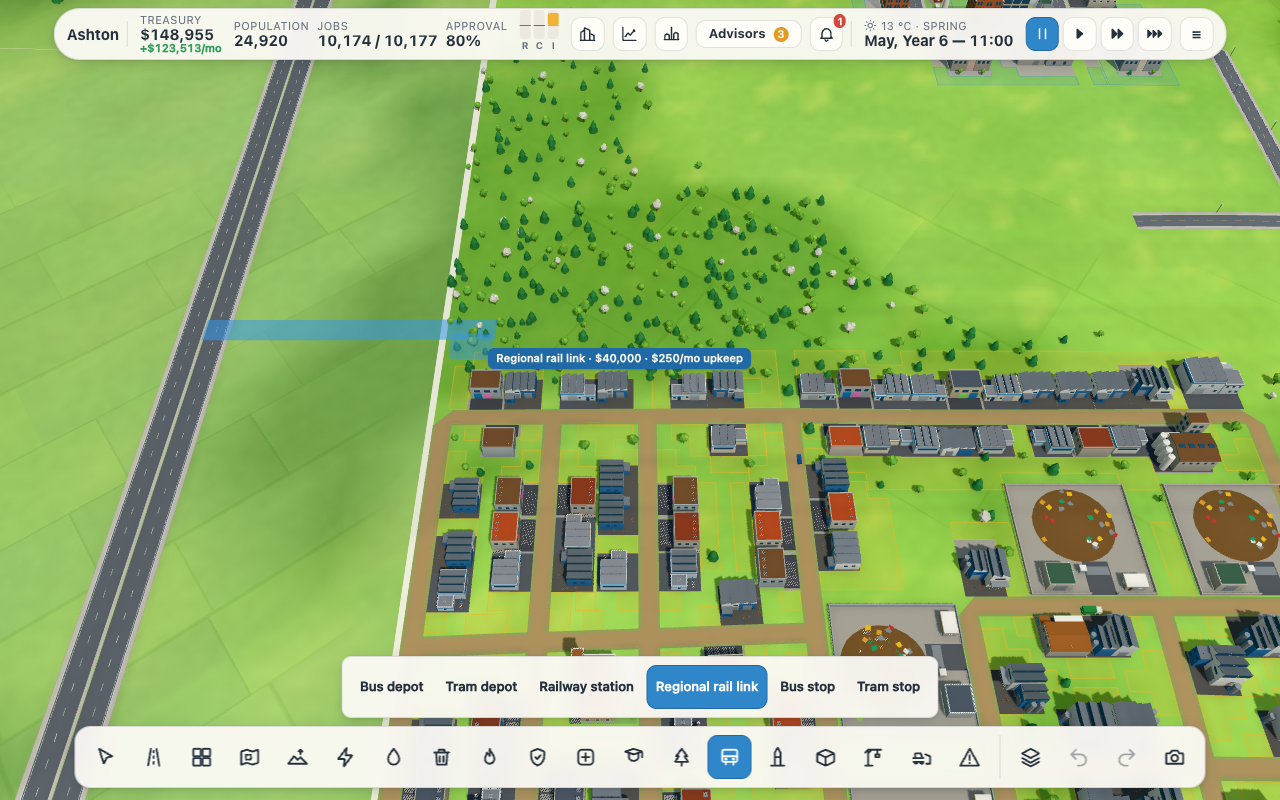 Ashton
TREASURY
$148,955
+$123,513/mo
POPULATION
24,920
JOBS
10,174 / 10,177
APPROVAL
80%
R C I
Advisors 3
1
13 °C · SPRING
May, Year 6 — 11:00
Regional rail link · $40,000 · $250/mo upkeep
Bus depot
Tram depot
Railway station
Regional rail link
Bus stop
Tram stop